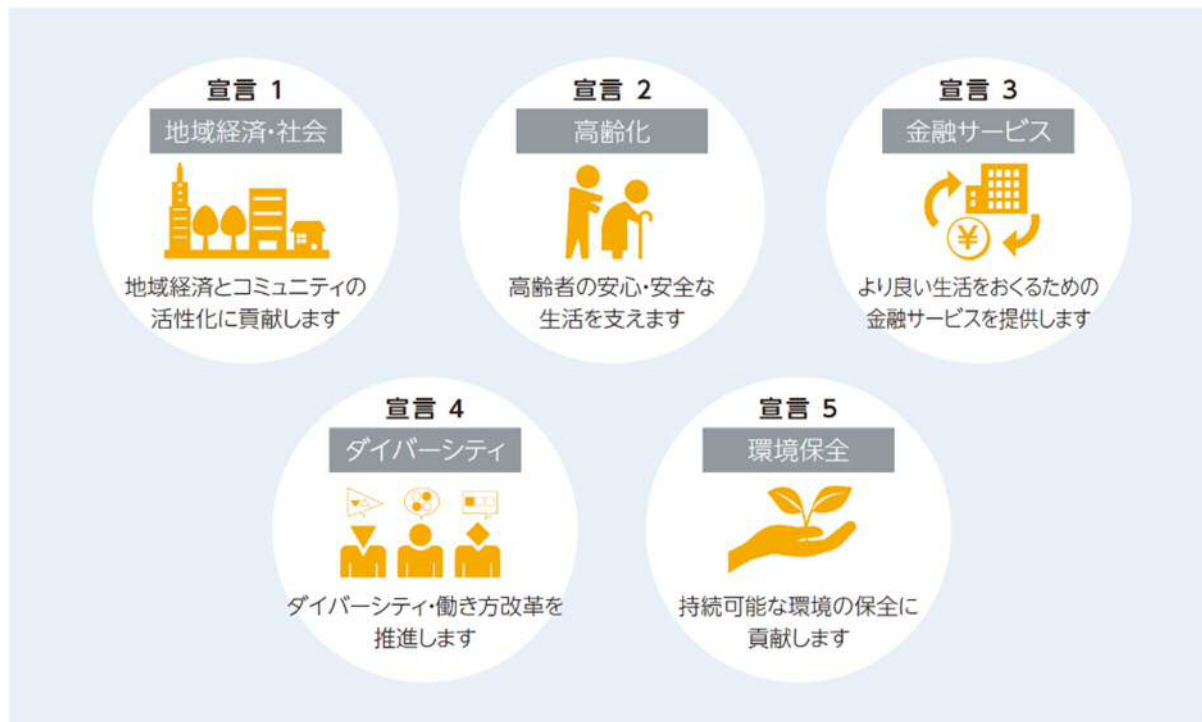 宣言 1
地域経済・社会
地域経済とコミュニティの
活性化に貢献します
宣言 2
高齢化
高齢者の安心・安全な
生活を支えます
宣言 3
金融サービス
¥
より良い生活をおくるための
金融サービスを提供します
宣言 4
ダイバーシティ
ダイバーシティ・働き方改革を
推進します
宣言 5
環境保全
持続可能な環境の保全に
貢献します